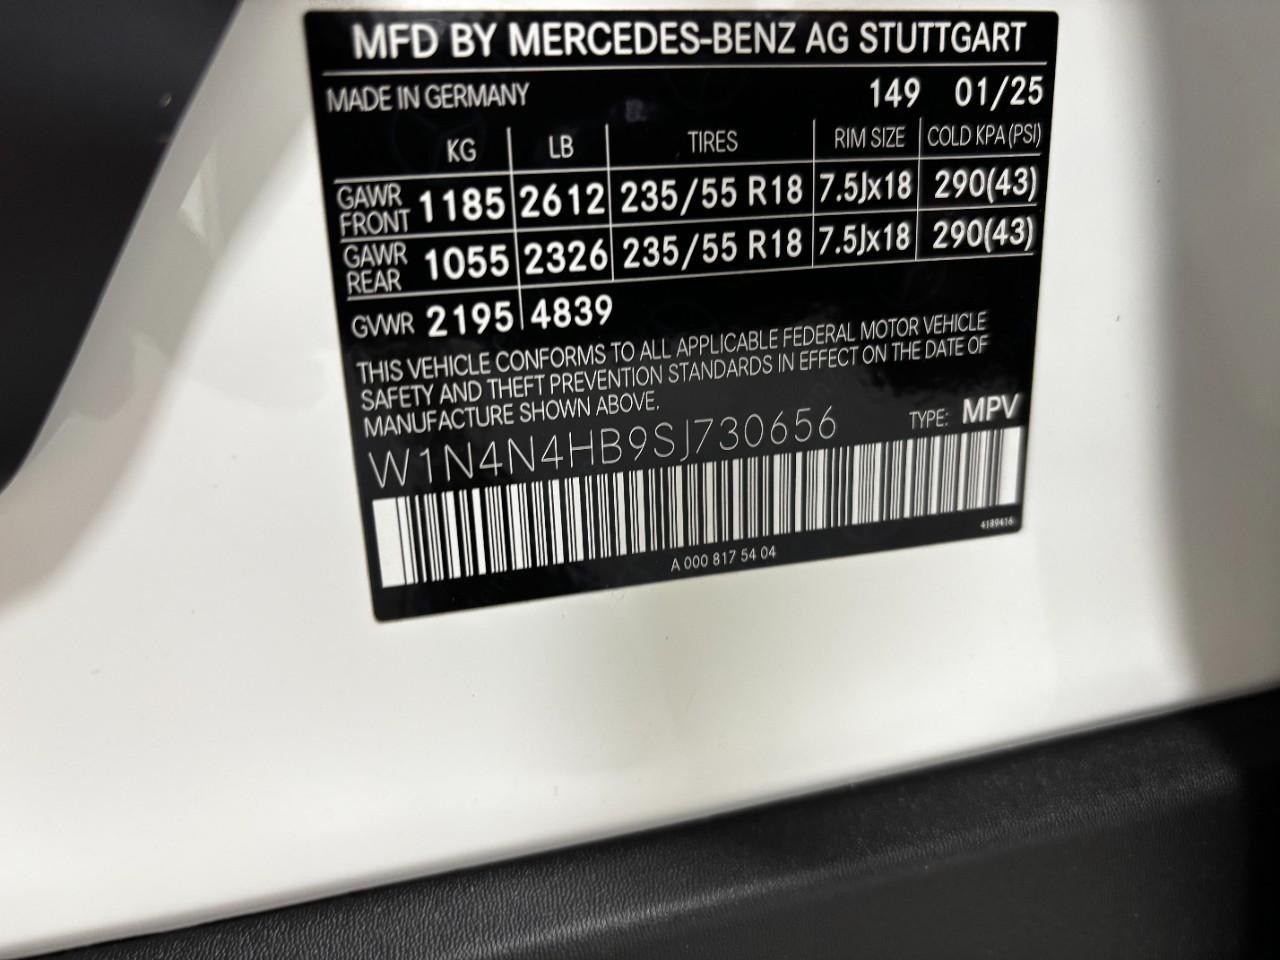 MFD BY MERCEDES-BENZ AG STUTTGART
MADE IN GERMANY 149 01/25
KG LB TIRES RIM SIZE COLD KPA(PSI)
GAWR FRONT 1185 2612 235/55 R18 7.5Jx18 290(43)
GAWR REAR 1055 2326 235/55 R18 7.5Jx18 290(43)
GVWR 2195 4839
THIS VEHICLE CONFORMS TO ALL APPLICABLE FEDERAL MOTOR VEHICLE
SAFETY AND THEFT PREVENTION STANDARDS IN EFFECT ON THE DATE OF
MANUFACTURE SHOWN ABOVE.
W1N4N4HB9SJ730656 TYPE: MPV
4189416
A 000 817 54 04